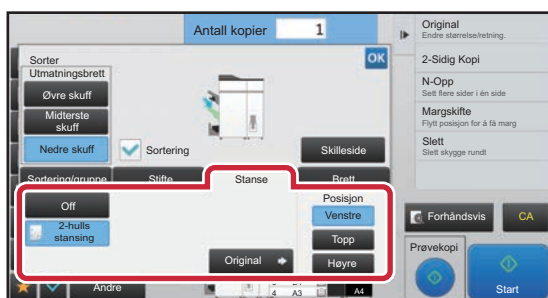 Antall kopier
1
Sorter
Utmatningsbrett
Øvre skuff
Midterste
skuff
Nedre skuff
Sortering
OK
Skilleside
Sortering/gruppe
Stifte
Stanse
Brett
Off
2-hulls
stansing
Original
Posisjon
Venstre
Topp
Høyre
Andre
4 A3
A4
Original
Endre størrelse/retning.
2-Sidig Kopi
N-Opp
Sett flere sider i én side
Margskifte
Flytt posisjon for å få marg
Slett
Slett skygge rundt
Forhåndsvis
CA
Prøvekopi
Start